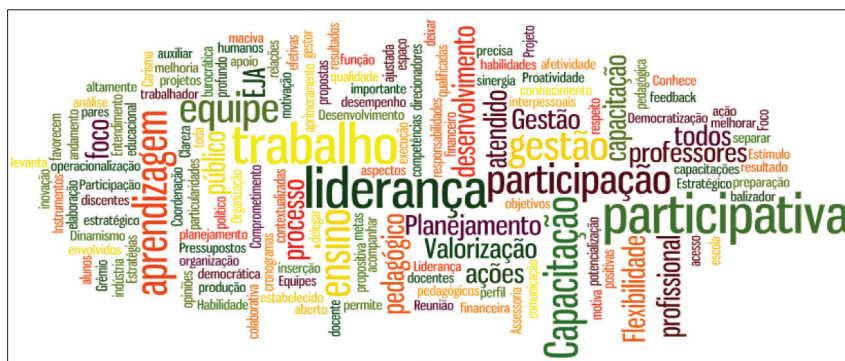 levanta
inovação
Instrumentos
alunos
Grêmio
indústria
Estratégias
envolvidos
Dinamismo
estratégico
discentes
elaboração
Participação
operacionalização
favorecem
andamento
análise
pares
foco
Entendimento
educacional
altamente
Carisma
melhoria
projetos
trabalhador
maciva
auxiliar
burocrática
profundo
humanos
apoio
EJA
relações
motivação
efetivas
gestor
resultados
aprimoramento
equipe
aprendizagem
Coordenação
Clareza
toda
particularidades
público
político
Organização
planejamento
Pressupostos
organização
democrática
produção
Habilidade
opiniões
colaborativa
Comprometimento
trabalho
liderança
processo
contextualizadas
cronogramas
inserção
Equipes
estabelecido
aberto
delegar
ensino
docente
propositivo
metas
acompanhar
permite
pedagógico
aspectos
execução
competências
direcionadores
Desenvolvimento
desempenho
importante
qualidade
propostas
função
ajustada
espaço
deixar
responsabilidades
financeiro
desenvolvimento
qualificadas
habilidades
precisa
sinergia
afetividade
Projeto
Proatividade
conhecimento
interpessoais
atendido
Gestão
gestão
respeito
capacitação
pedagógica
Conhece
feedback
Democratização
ação
melhorar
Foco
separar
todos
professores
Estímulo
resultado
capacitações
Estratégico
preparação
balizador
participação
participativa
objetivos
Planejamento
Valorização
Liderança
docentes
ações
pedagógicos
perfil
Reunião
financeira
Assessoria
comunicação
Capacitação
motiva
positivas
potencialização
Flexibilidade
profissional
acesso
escola